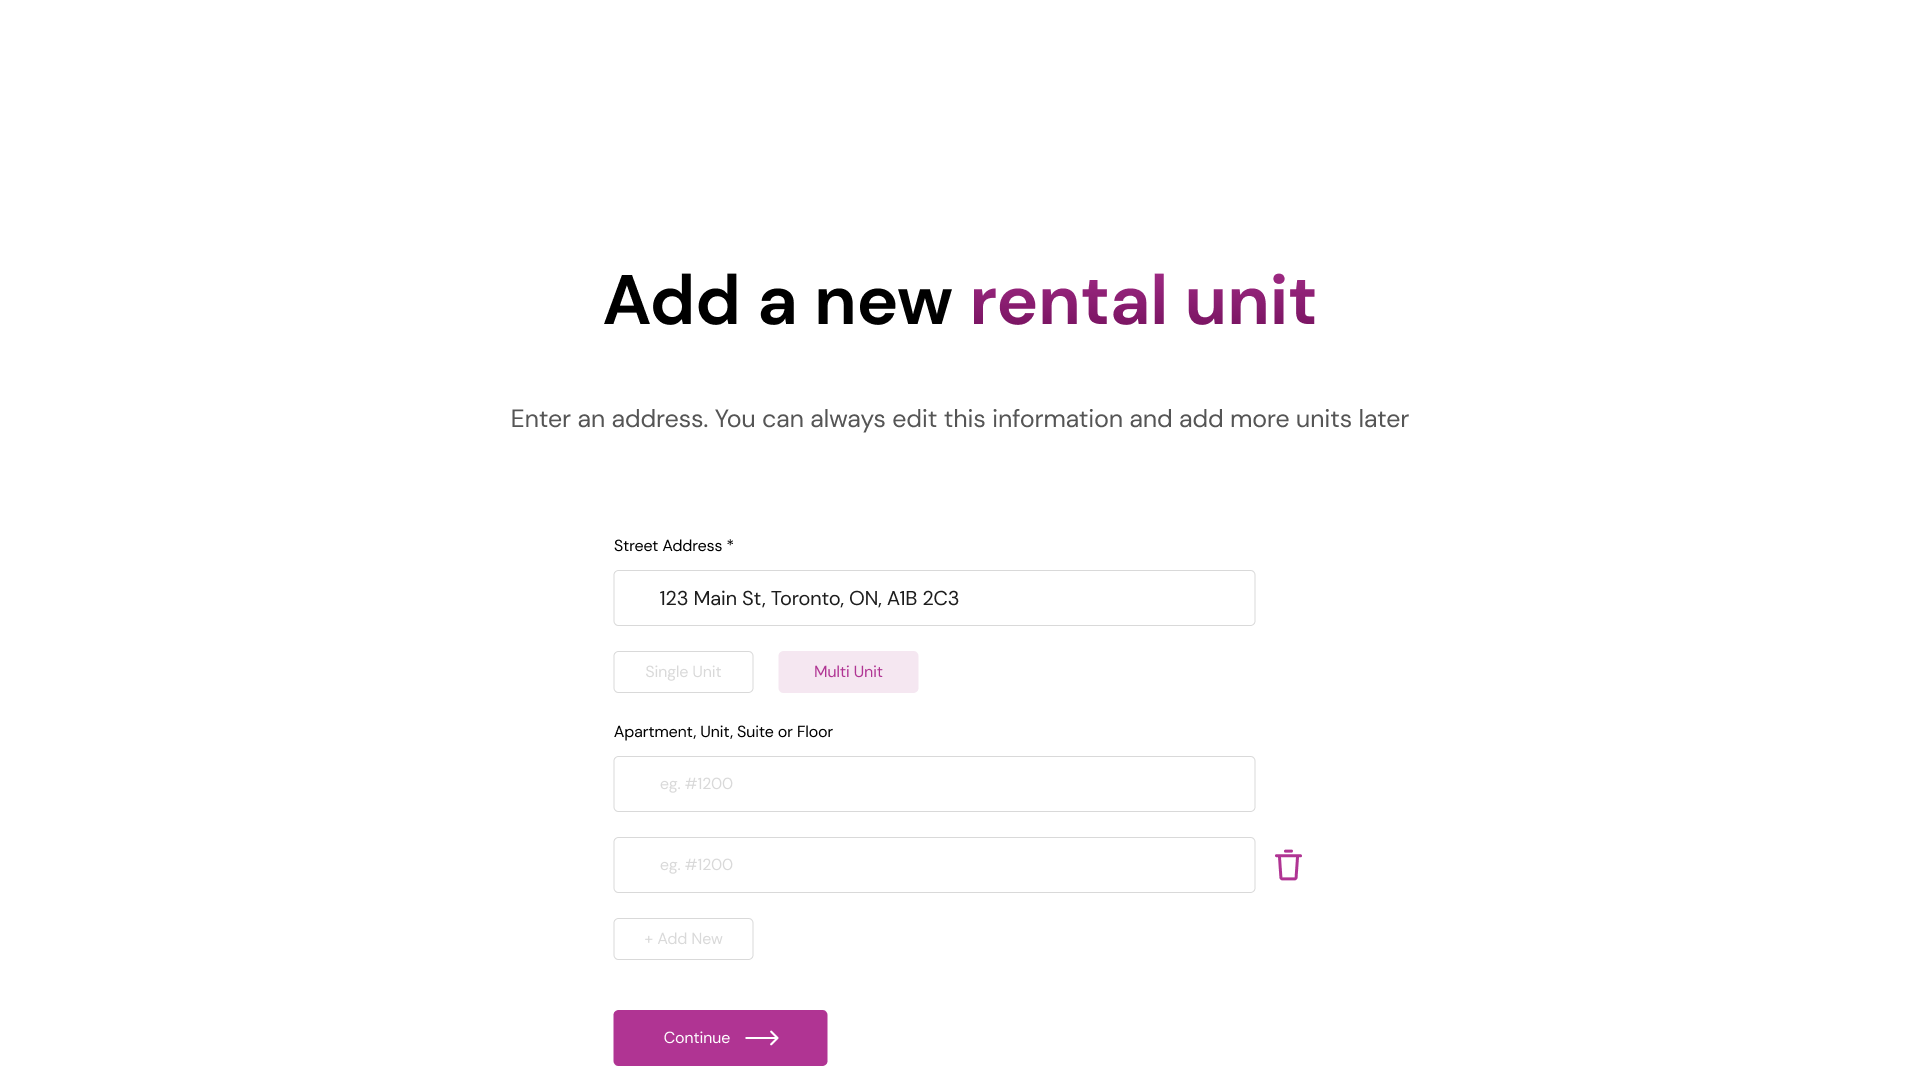 Add a new rental unit
Enter an address. You can always edit this information and add more units later
Street Address *
123 Main St, Toronto, ON, A1B 2C3
Single Unit
Multi Unit
Apartment, Unit, Suite or Floor
eg. #1200
eg. #1200
+ Add New
Continue